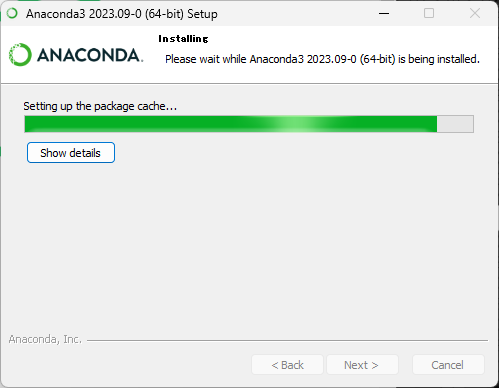 Anaconda3 2023.09-0 (64-bit) Setup
Installing
Please wait while Anaconda3 2023.09-0 (64-bit) is being installed.
ANACONDA.
Setting up the package cache...
Show details
Anaconda, Inc.
< Back
Next >
Cancel